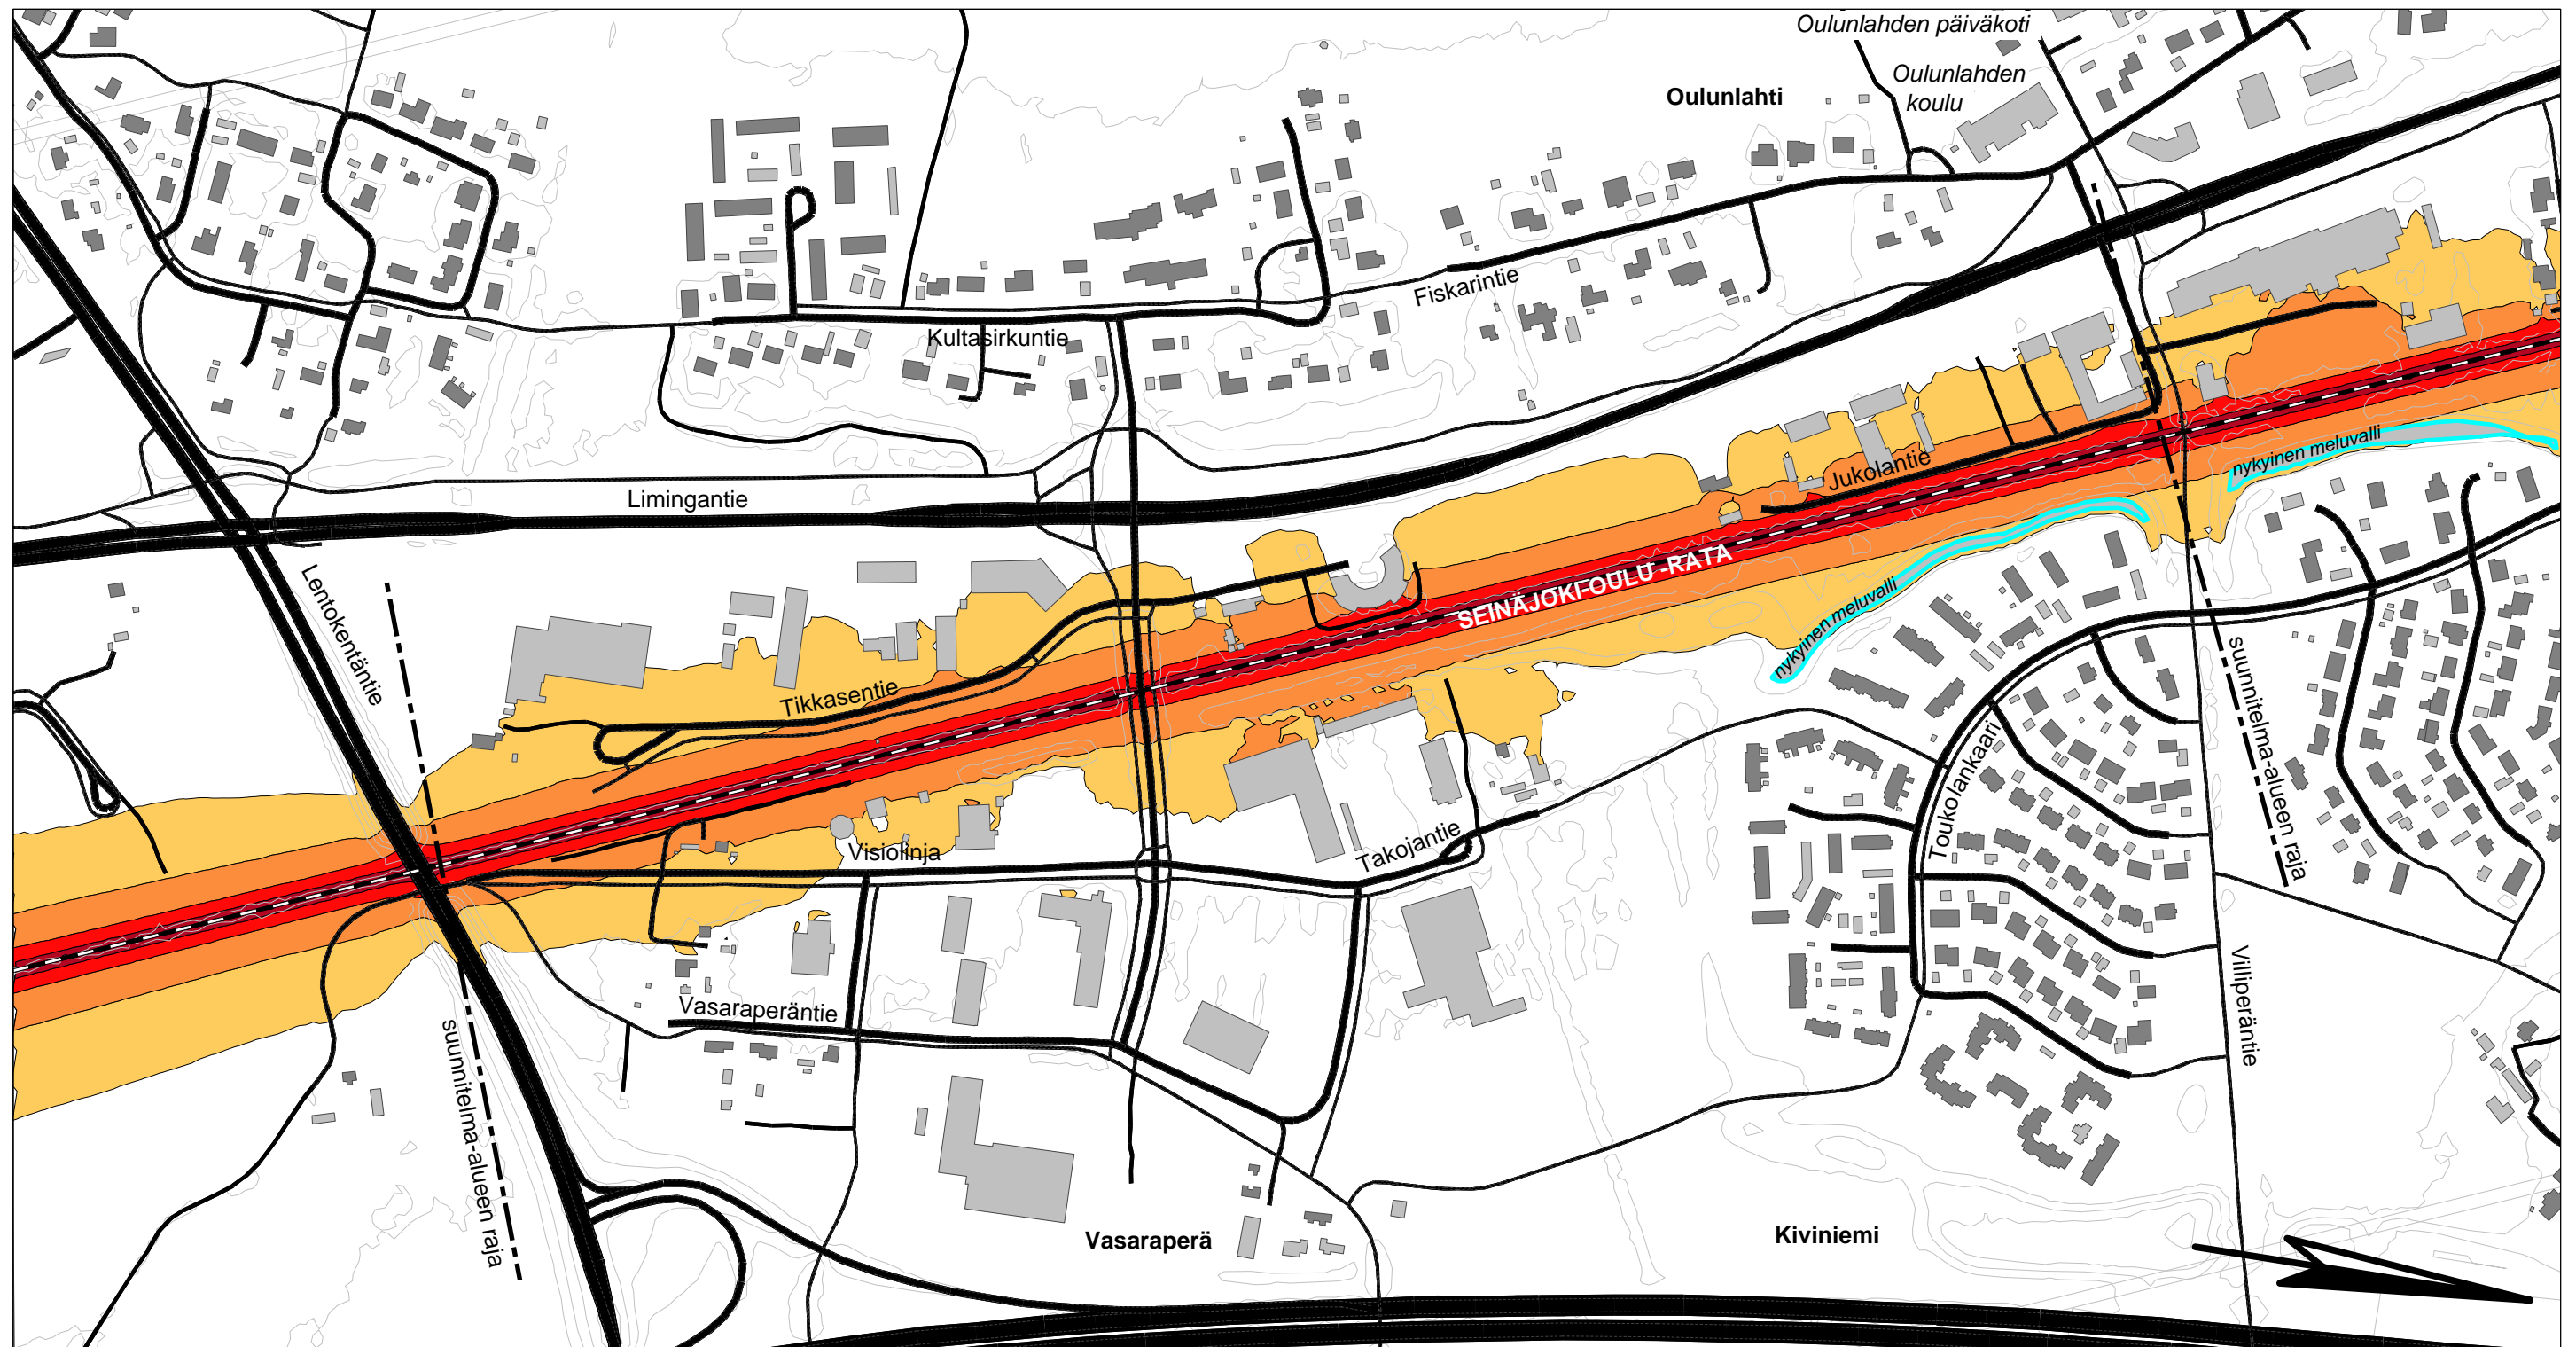 Oulunlahden päiväkoti
Oulunlahden
koulu
Oulunlahti
Fiskarintie
Kultasirkuntie
Limingantie
Jukolantie
nykyinen meluvalli
nykyinen meluvalli
SEINÄJOKI-OULU -RATA
Lentokentäntie
Tikkasentie
Visiolinja
Takojantie
Toukolankaari
suunnitelma-alueen raja
Vasaraperäntie
suunnitelma-alueen raja
Viiliperäntie
Vasaraperä
Kiviniemi